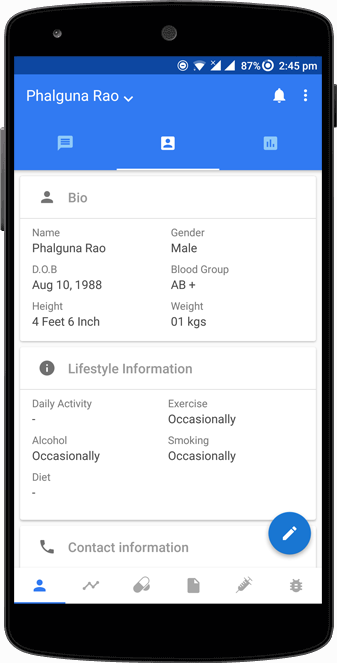 87% 2:45 pm
Phalguna Rao
Bio
Name Gender
Phalguna Rao Male
D.O.B Blood Group
Aug 10, 1988 AB +
Height Weight
4 Feet 6 Inch 01 kgs
Lifestyle Information
Daily Activity Exercise
- Occasionally
Alcohol Smoking
Occasionally Occasionally
Diet
-
Contact information